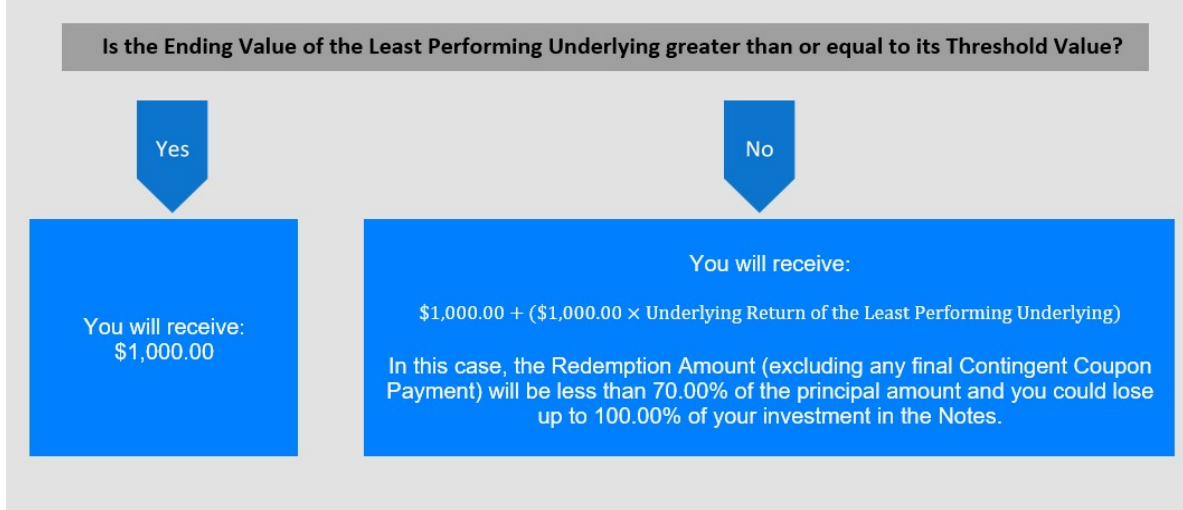 Is the Ending Value of the Least Performing Underlying greater than or equal to its Threshold Value?
Yes
No
You will receive:
$1,000.00
You will receive:
$1,000.00 + ($1,000.00 × Underlying Return of the Least Performing Underlying)
In this case, the Redemption Amount (excluding any final Contingent Coupon
Payment) will be less than 70.00% of the principal amount and you could lose
up to 100.00% of your investment in the Notes.